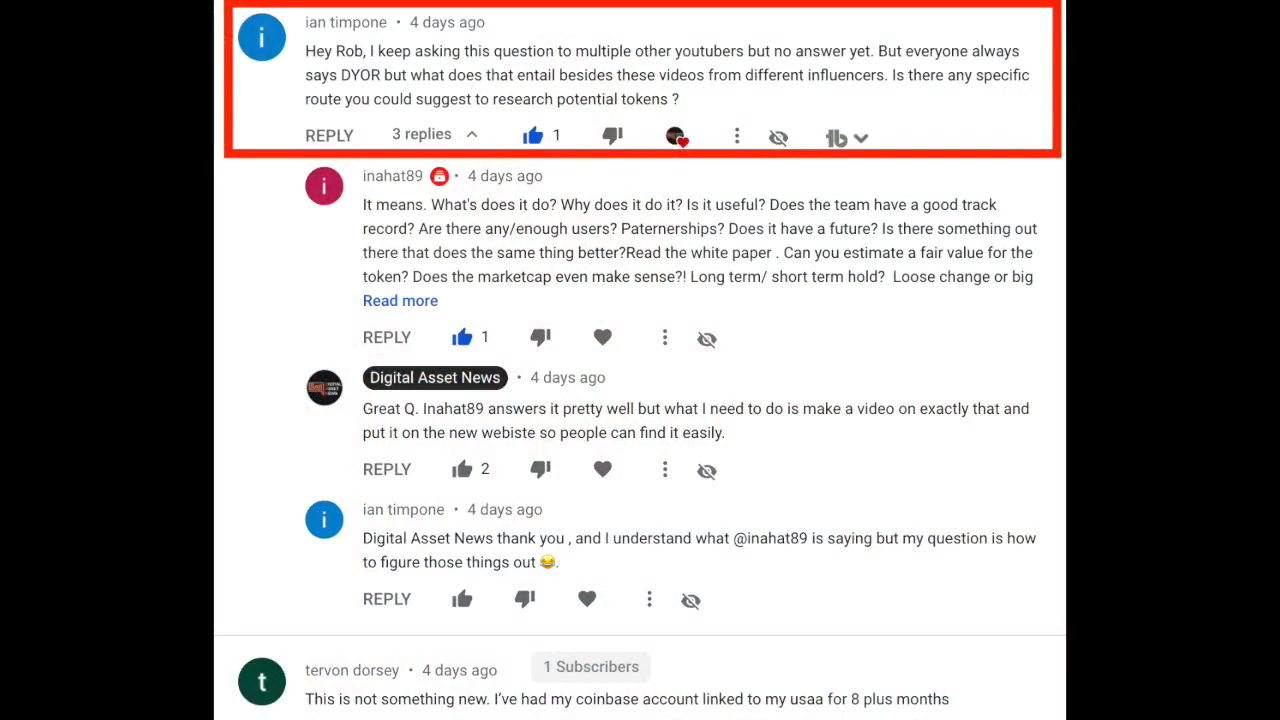 ian timpone • 4 days ago
Hey Rob, I keep asking this question to multiple other youtubers but no answer yet. But everyone always
says DYOR but what does that entail besides these videos from different influencers. Is there any specific
route you could suggest to research potential tokens ?
REPLY 3 replies 1
i
inahat89 • 4 days ago
It means. What's does it do? Why does it do it? Is it useful? Does the team have a good track
record? Are there any/enough users? Paternerships? Does it have a future? Is there something out
there that does the same thing better?Read the white paper . Can you estimate a fair value for the
token? Does the marketcap even make sense?! Long term/ short term hold? Loose change or big
Read more
REPLY 1
i
Digital Asset News • 4 days ago
Great Q. Inahat89 answers it pretty well but what I need to do is make a video on exactly that and
put it on the new webiste so people can find it easily.
REPLY 2
ian timpone • 4 days ago
Digital Asset News thank you , and I understand what @inahat89 is saying but my question is how
to figure those things out 😂.
REPLY
i
tervon dorsey • 4 days ago 1 Subscribers
This is not something new. I've had my coinbase account linked to my usaa for 8 plus months
t